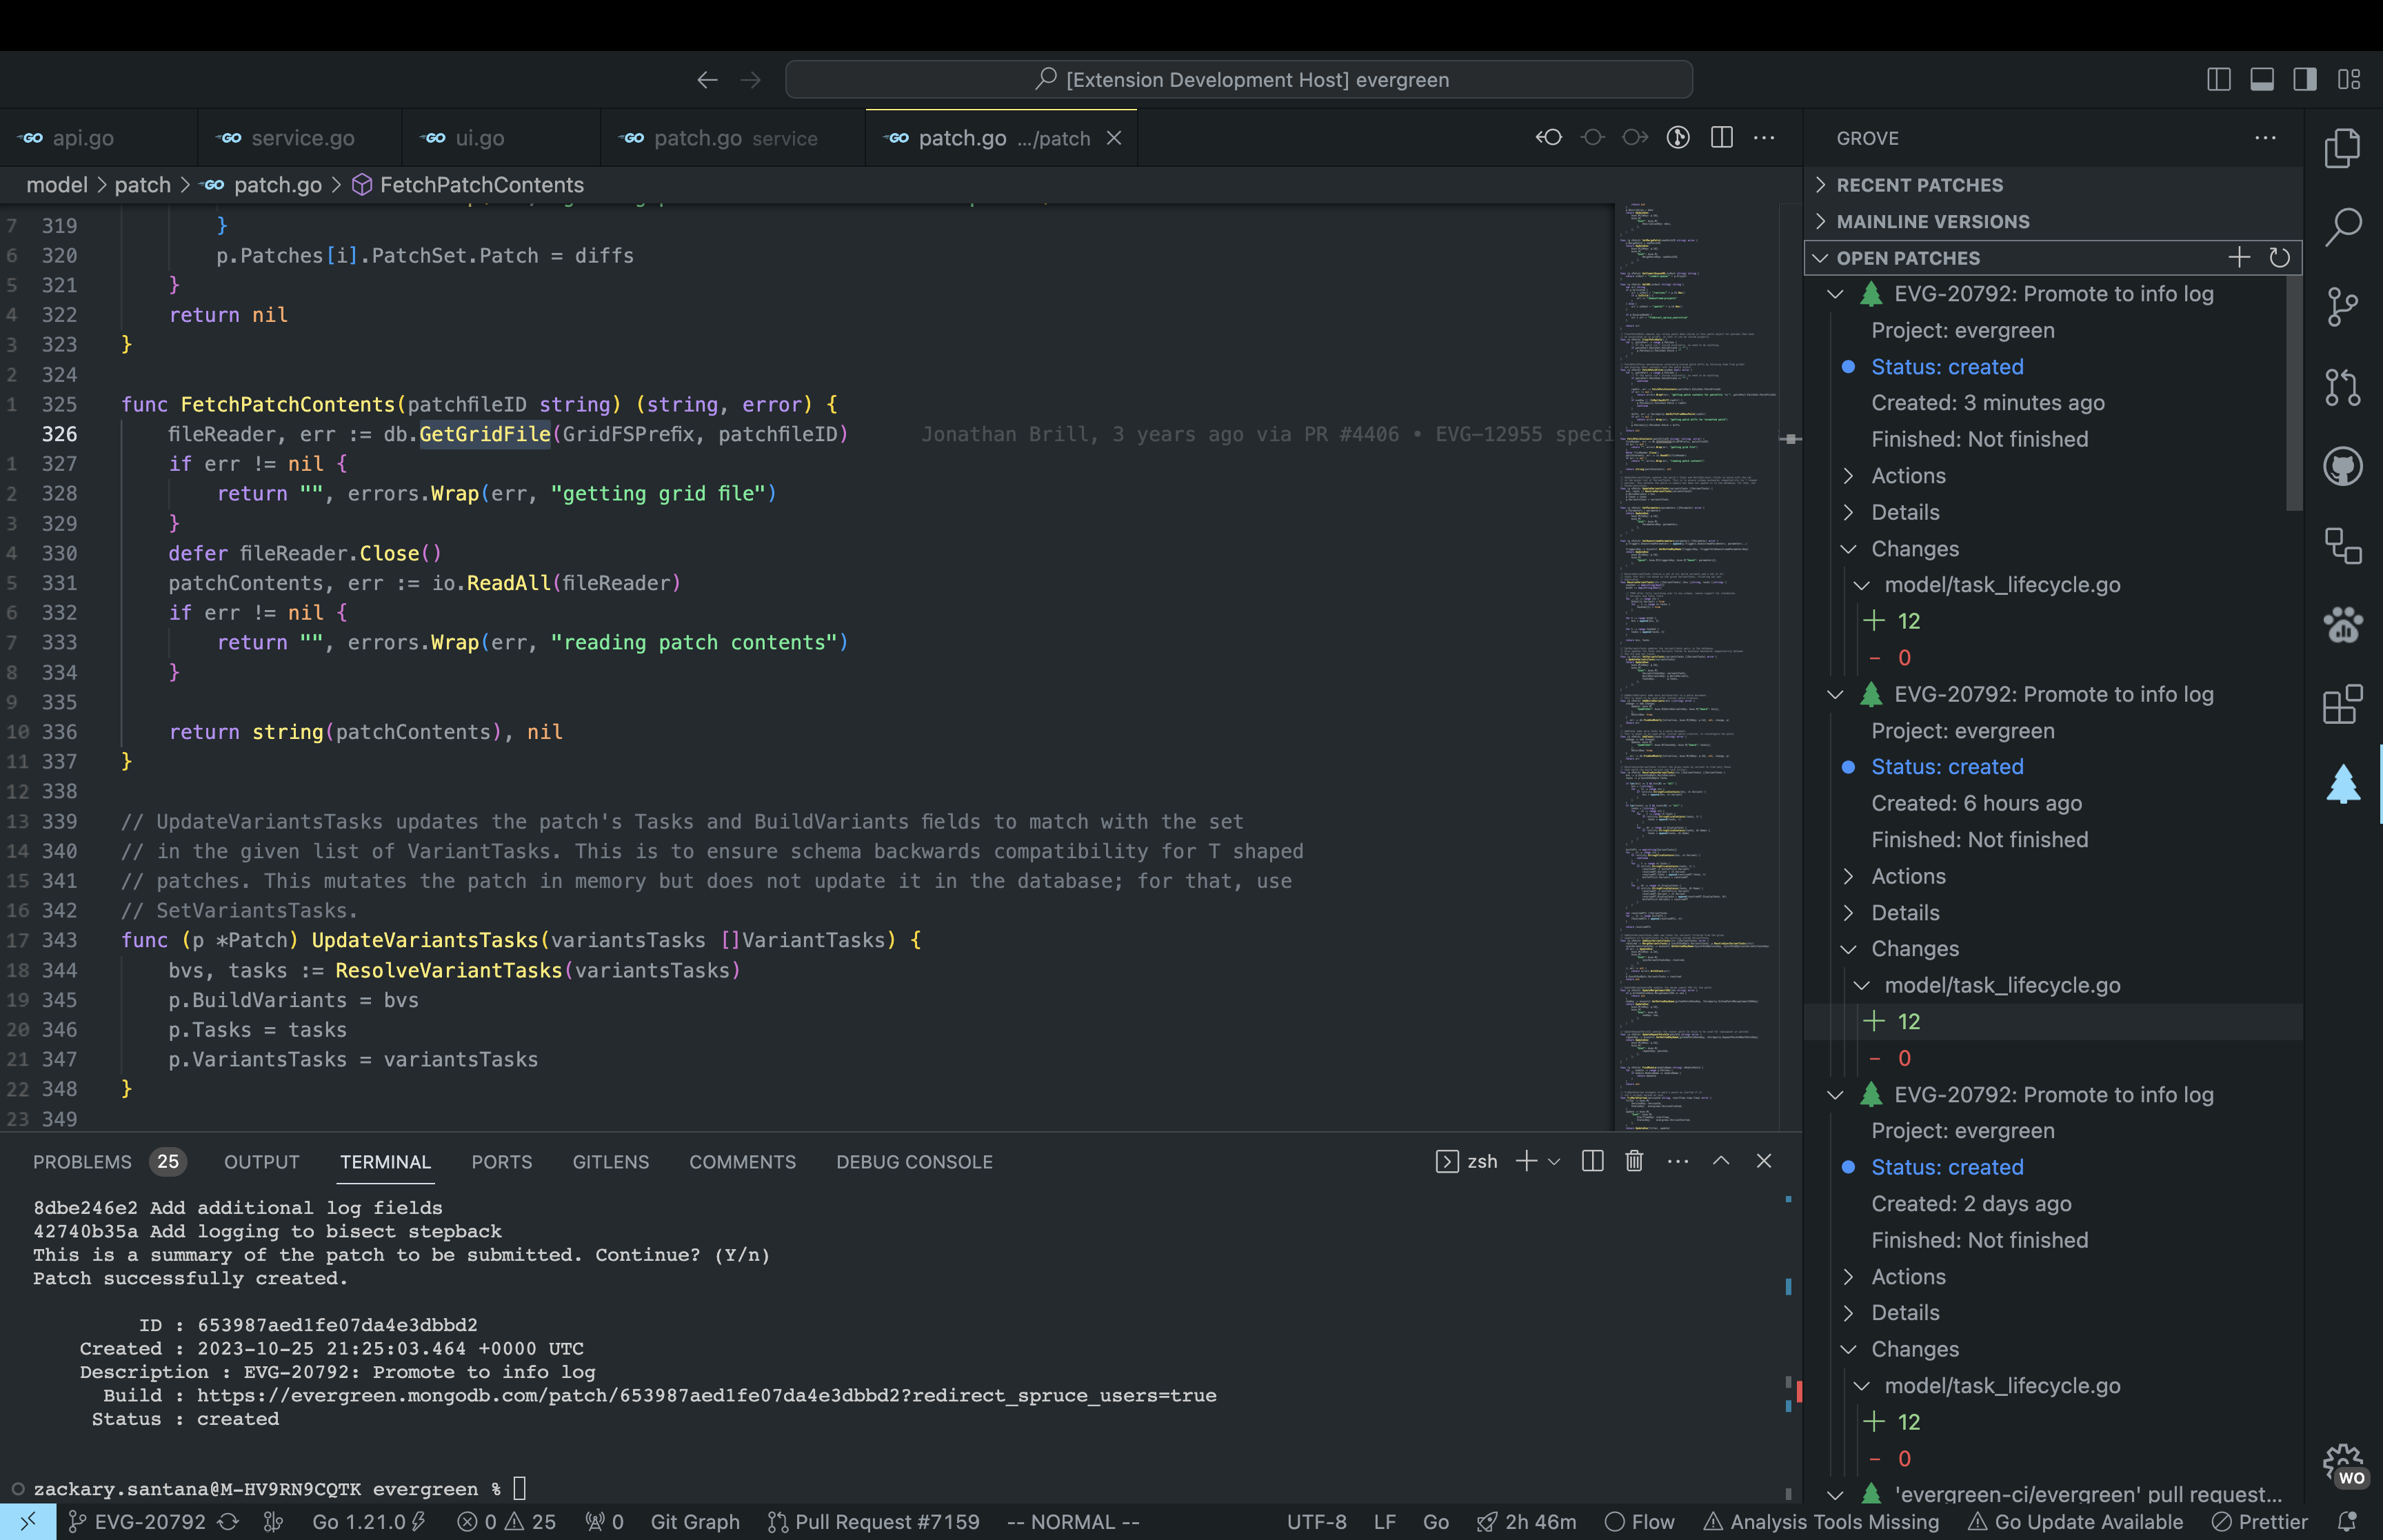 [Extension Development Host] evergreen
GO api.go
GO service.go
GO ui.go
GO patch.go service
GO patch.go .../patch
GROVE
model > patch > GO patch.go > FetchPatchContents
7 319 }
6 320 p.Patches[i].PatchSet.Patch = diffs
5 321 }
4 322 return nil
3 323 }
2 324
1 325 func FetchPatchContents(patchfileID string) (string, error) {
326 fileReader, err := db.GetGridFile(GridFSPrefix, patchfileID) Jonathan Brill, 3 years ago via PR #4406 • EVG-12955 speci
1 327 if err != nil {
2 328 return "", errors.Wrap(err, "getting grid file")
3 329 }
4 330 defer fileReader.Close()
5 331 patchContents, err := io.ReadAll(fileReader)
6 332 if err != nil {
7 333 return "", errors.Wrap(err, "reading patch contents")
8 334 }
9 335
10 336 return string(patchContents), nil
11 337 }
12 338
13 339 // UpdateVariantsTasks updates the patch's Tasks and BuildVariants fields to match with the set
14 340 // in the given list of VariantTasks. This is to ensure schema backwards compatibility for T shaped
15 341 // patches. This mutates the patch in memory but does not update it in the database; for that, use
16 342 // SetVariantsTasks.
17 343 func (p *Patch) UpdateVariantsTasks(variantsTasks []VariantTasks) {
18 344 bvs, tasks := ResolveVariantTasks(variantsTasks)
19 345 p.BuildVariants = bvs
20 346 p.Tasks = tasks
21 347 p.VariantsTasks = variantsTasks
22 348 }
23 349
RECENT PATCHES
MAINLINE VERSIONS
OPEN PATCHES
EVG-20792: Promote to info log
Project: evergreen
Status: created
Created: 3 minutes ago
Finished: Not finished
Actions
Details
Changes
model/task_lifecycle.go
+ 12
- 0
EVG-20792: Promote to info log
Project: evergreen
Status: created
Created: 6 hours ago
Finished: Not finished
Actions
Details
Changes
model/task_lifecycle.go
+ 12
- 0
EVG-20792: Promote to info log
Project: evergreen
Status: created
Created: 2 days ago
Finished: Not finished
Actions
Details
Changes
model/task_lifecycle.go
+ 12
- 0
'evergreen-ci/evergreen' pull request...
WO
PROBLEMS 25 OUTPUT TERMINAL PORTS GITLENS COMMENTS DEBUG CONSOLE
zsh
8dbe246e2 Add additional log fields
42740b35a Add logging to bisect stepback
This is a summary of the patch to be submitted. Continue? (Y/n)
Patch successfully created.
ID : 653987aed1fe07da4e3dbbd2
Created : 2023-10-25 21:25:03.464 +0000 UTC
Description : EVG-20792: Promote to info log
Build : https://evergreen.mongodb.com/patch/653987aed1fe07da4e3dbbd2?redirect_spruce_users=true
Status : created
zackary.santana@M-HV9RN9CQTK evergreen %
EVG-20792 Go 1.21.0 0 25 0 Git Graph Pull Request #7159 -- NORMAL -- UTF-8 LF Go 2h 46m Flow Analysis Tools Missing Go Update Available Prettier